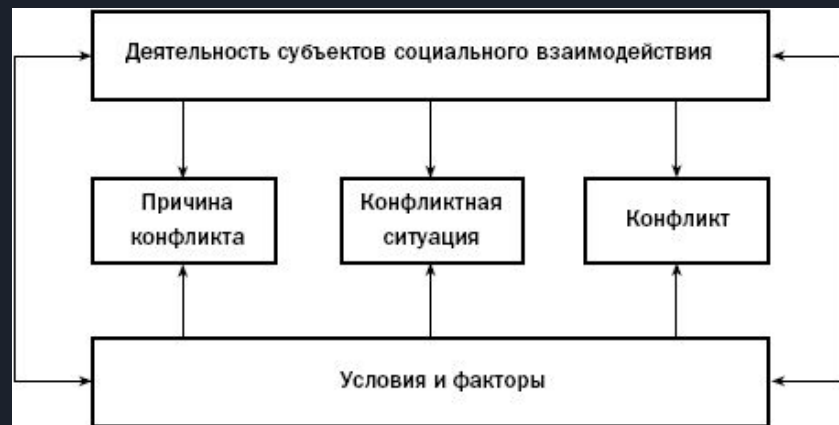 Деятельность субъектов социального взаимодействия
Причина
конфликта
Конфликтная
ситуация
Конфликт
Условия и факторы